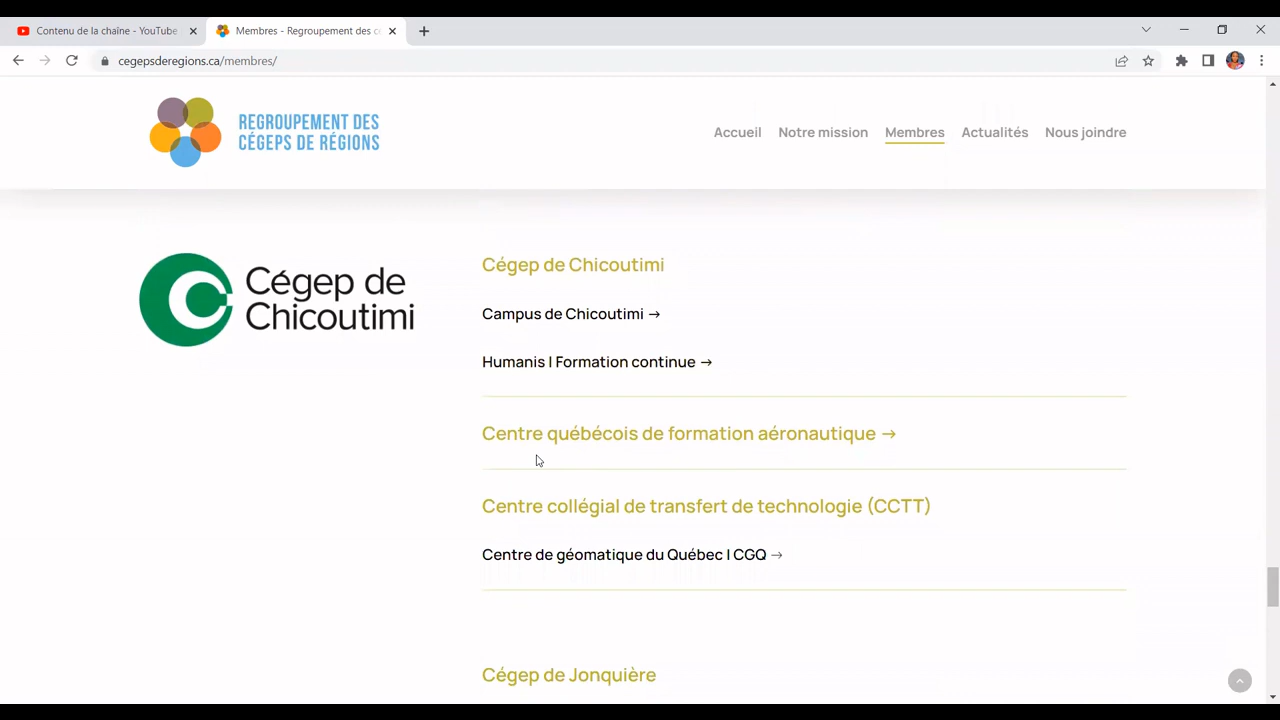 Contenu de la chaîne - YouTube
Membres - Regroupement des c
cegepsderegions.ca/membres/
REGROUPEMENT DES
CÉGEPS DE RÉGIONS
Accueil
Notre mission
Membres
Actualités
Nous joindre
Cégep de
Chicoutimi
Cégep de Chicoutimi
Campus de Chicoutimi →
Humanis | Formation continue →
Centre québécois de formation aéronautique →
Centre collégial de transfert de technologie (CCTT)
Centre de géomatique du Québec | CGQ →
Cégep de Jonquière